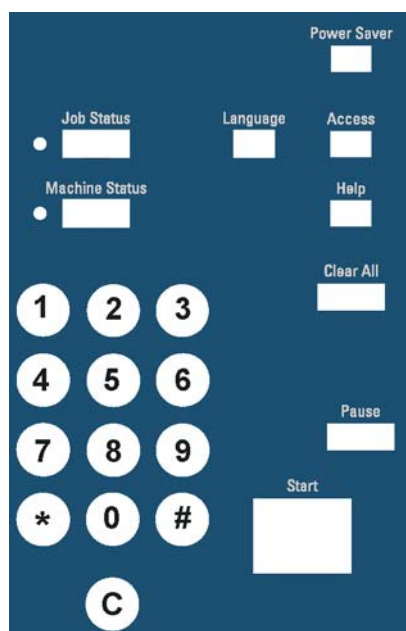 Power Saver
Job Status
Language
Access
Machine Status
Help
Clear All
1 2 3
4 5 6
Pause
7 8 9
Start
* 0 #
C